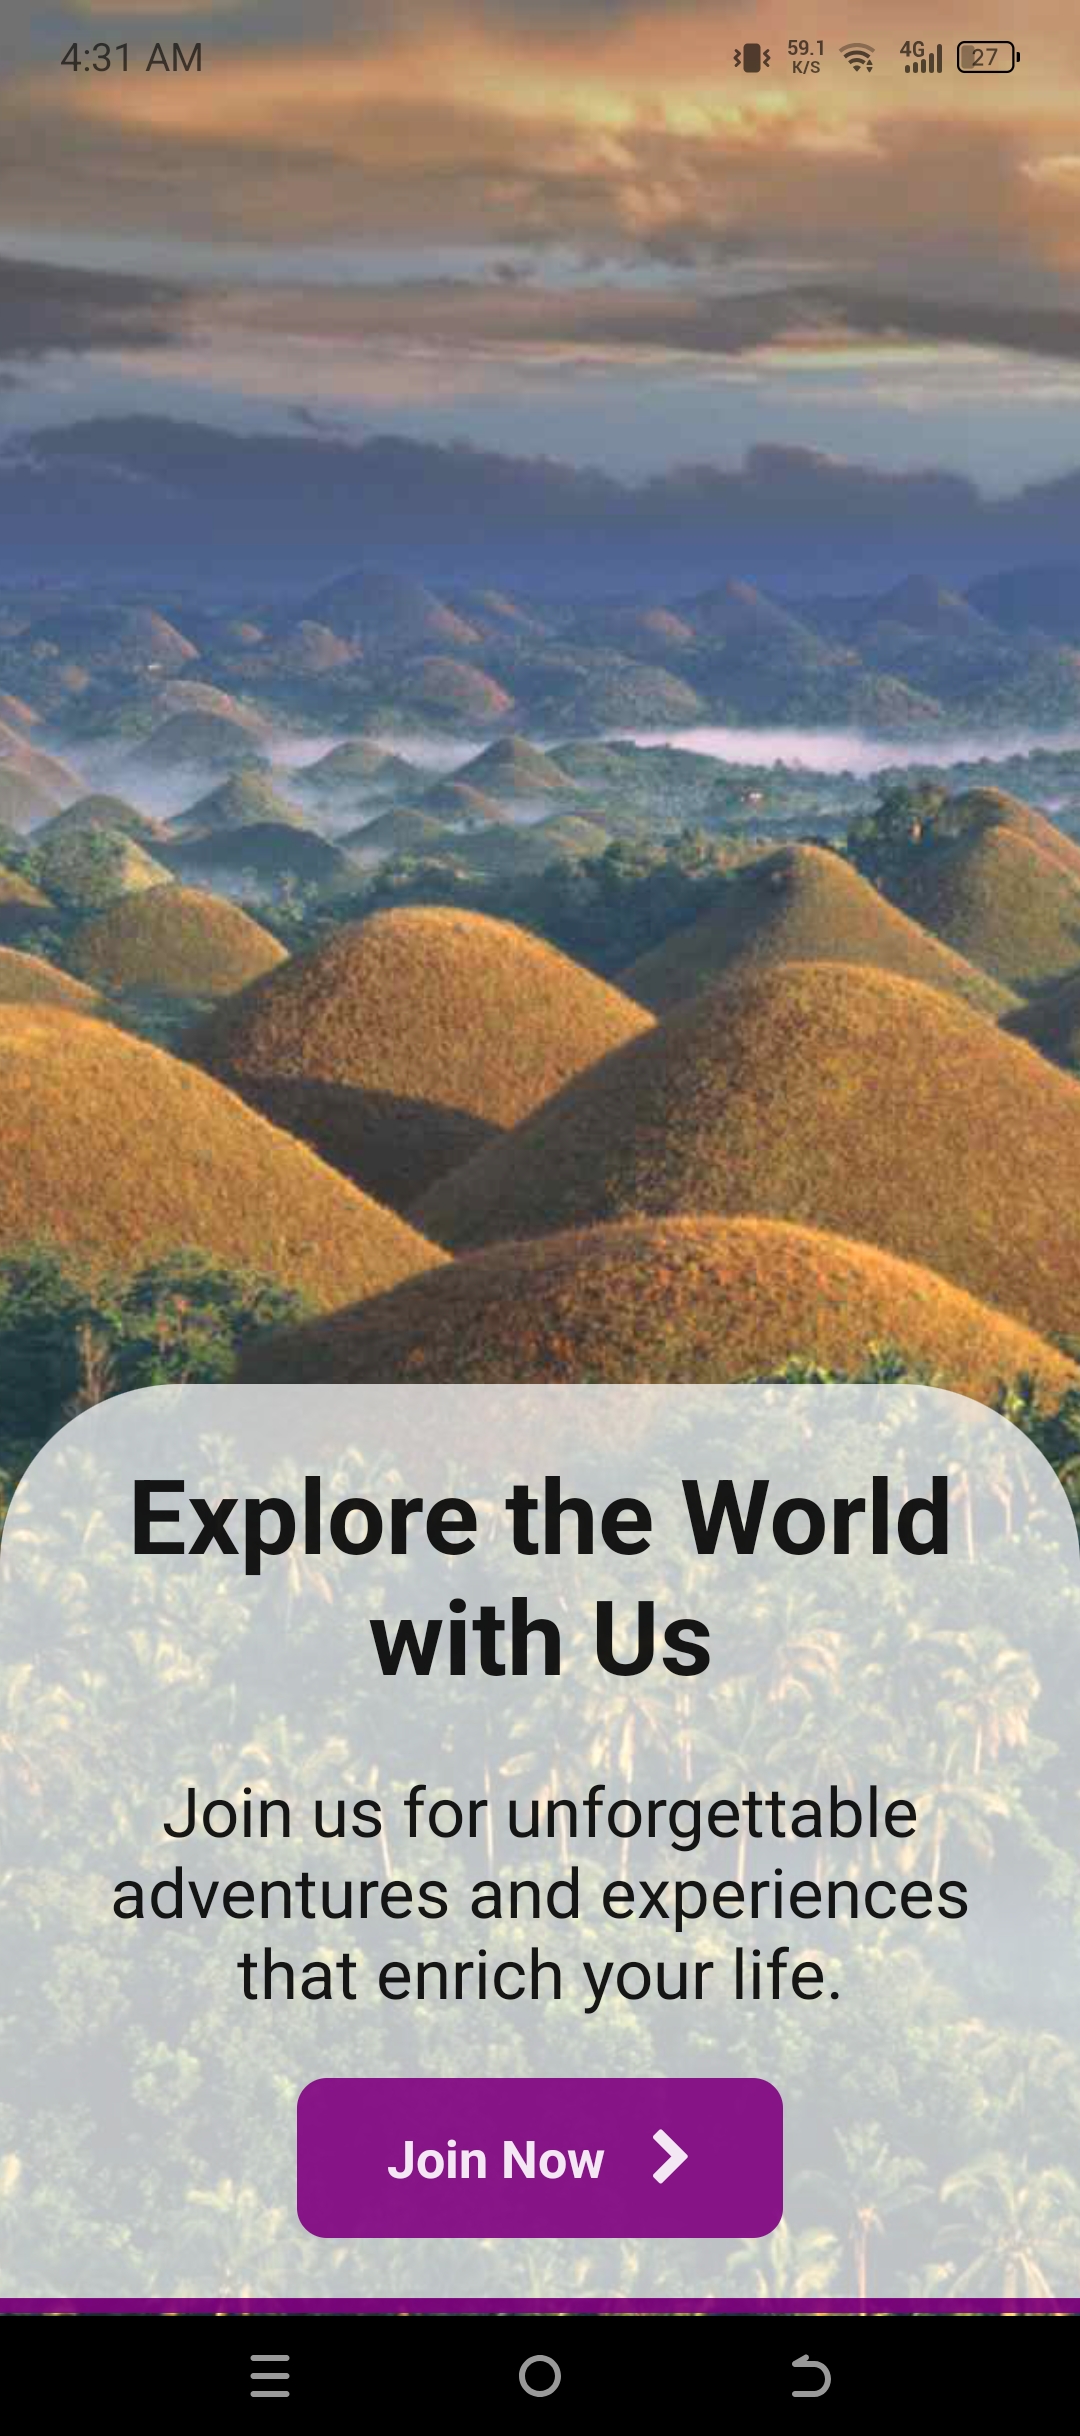 4:31 AM
59.1
K/S
4G
27
Explore the World
with Us
Join us for unforgettable
adventures and experiences
that enrich your life.
Join Now